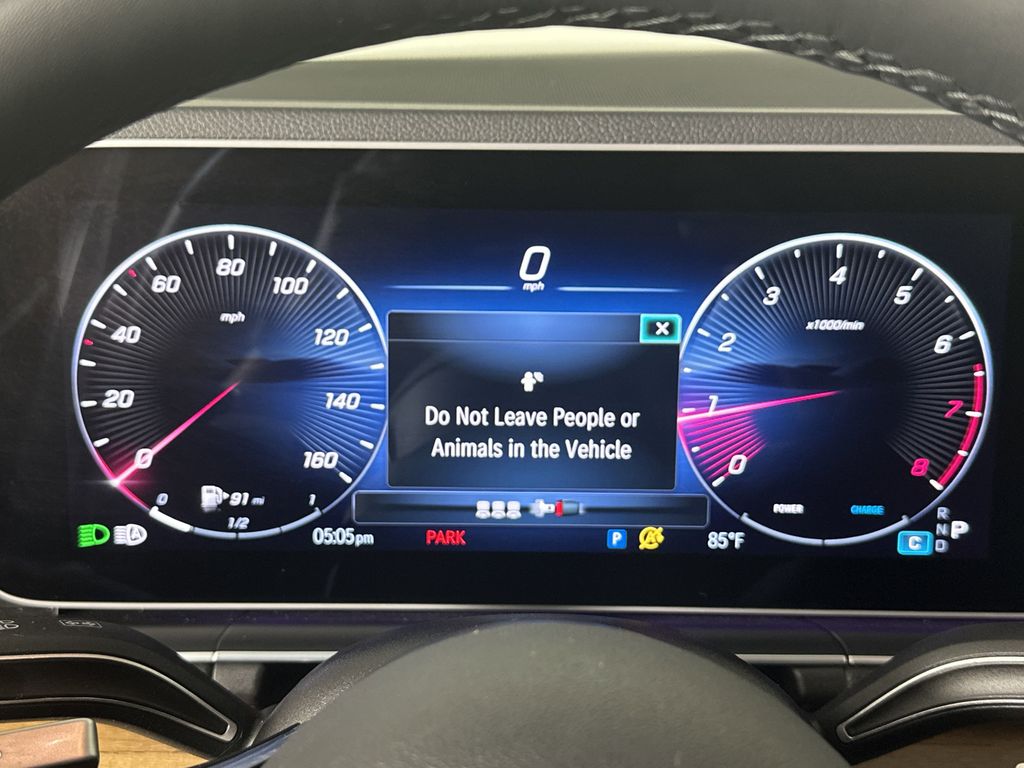 0
mph
20
40
60
80
100
120
140
160
0
mph
0
91 mi
1
1/2
X
Do Not Leave People or
Animals in the Vehicle
0
1
2
3
4
5
6
7
8
x1000/min
POWER
CHARGE
A
05:05pm
PARK
P
A
85°F
C
R
N
D
P